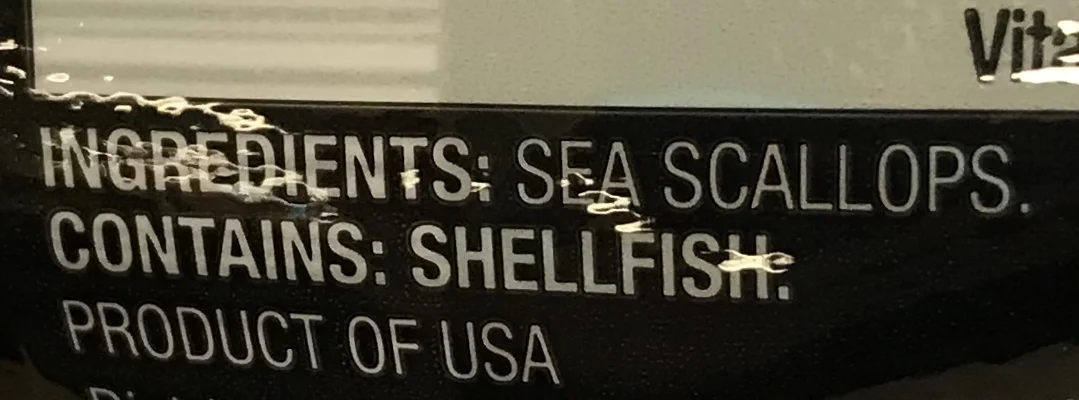 INGREDIENTS: SEA SCALLOPS.
CONTAINS: SHELLFISH.
PRODUCT OF USA